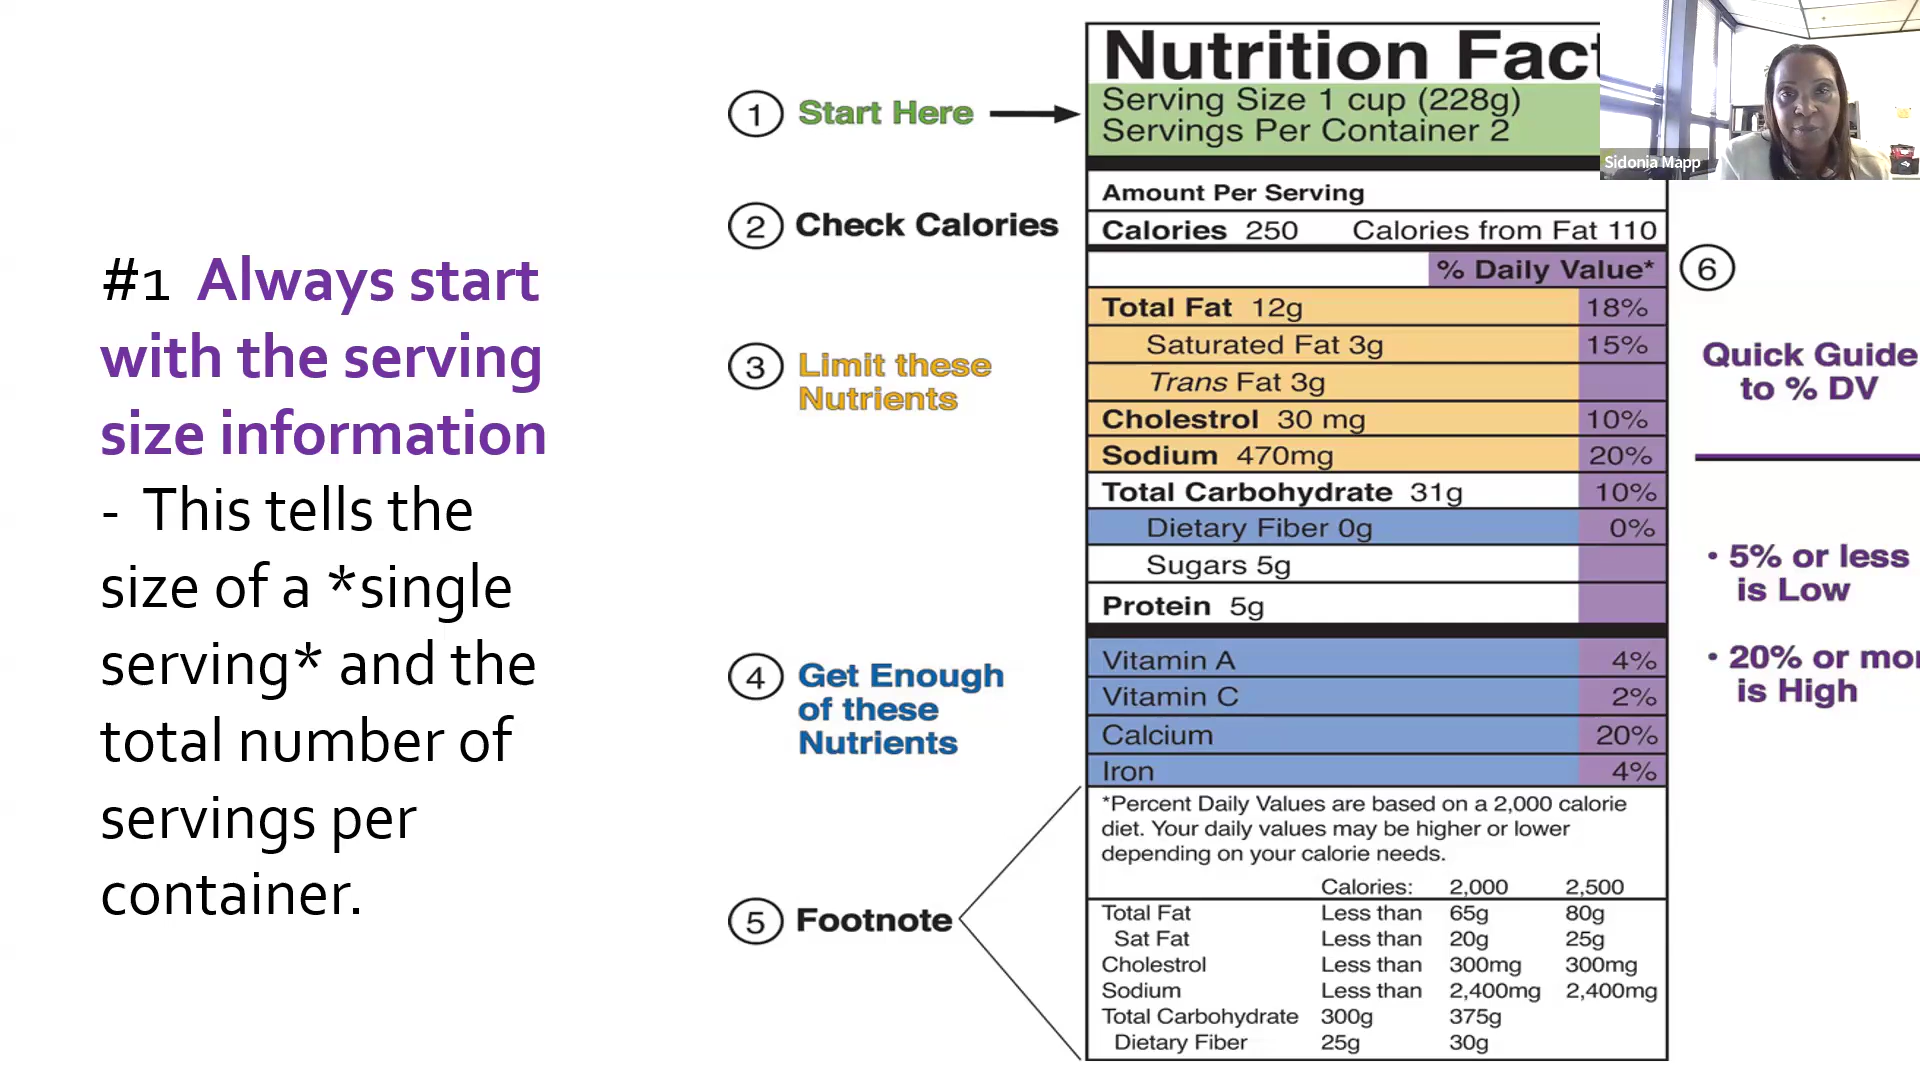 #1 Always start
with the serving
size information
- This tells the
size of a *single
serving* and the
total number of
servings per
container.
1 Start Here
2 Check Calories
3 Limit these
Nutrients
4 Get Enough
of these
Nutrients
5 Footnote
Nutrition Fact
Serving Size 1 cup (228g)
Servings Per Container 2
Amount Per Serving
Calories 250 Calories from Fat 110
% Daily Value*
Total Fat 12g 18%
Saturated Fat 3g 15%
Trans Fat 3g
Cholestrol 30 mg 10%
Sodium 470mg 20%
Total Carbohydrate 31g 10%
Dietary Fiber 0g 0%
Sugars 5g
Protein 5g
Vitamin A 4%
Vitamin C 2%
Calcium 20%
Iron 4%
*Percent Daily Values are based on a 2,000 calorie
diet. Your daily values may be higher or lower
depending on your calorie needs.
Calories: 2,000 2,500
Total Fat Less than 65g 80g
Sat Fat Less than 20g 25g
Cholestrol Less than 300mg 300mg
Sodium Less than 2,400mg 2,400mg
Total Carbohydrate 300g 375g
Dietary Fiber 25g 30g
6
Quick Guide
to % DV
• 5% or less
is Low
• 20% or mor
is High
Sidonia Mapp